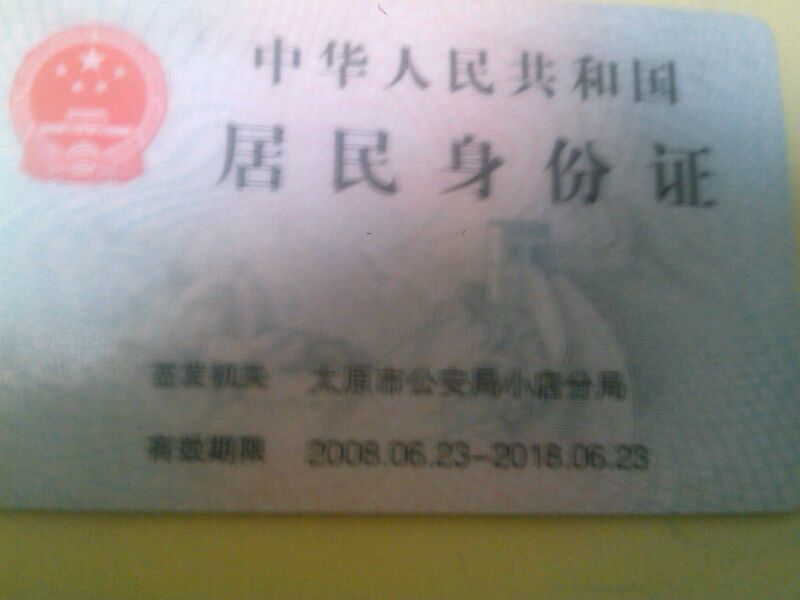 中华人民共和国
居民身份证
签发机关 太原市公安局小店分局
有效期限 2008.06.23-2018.06.23